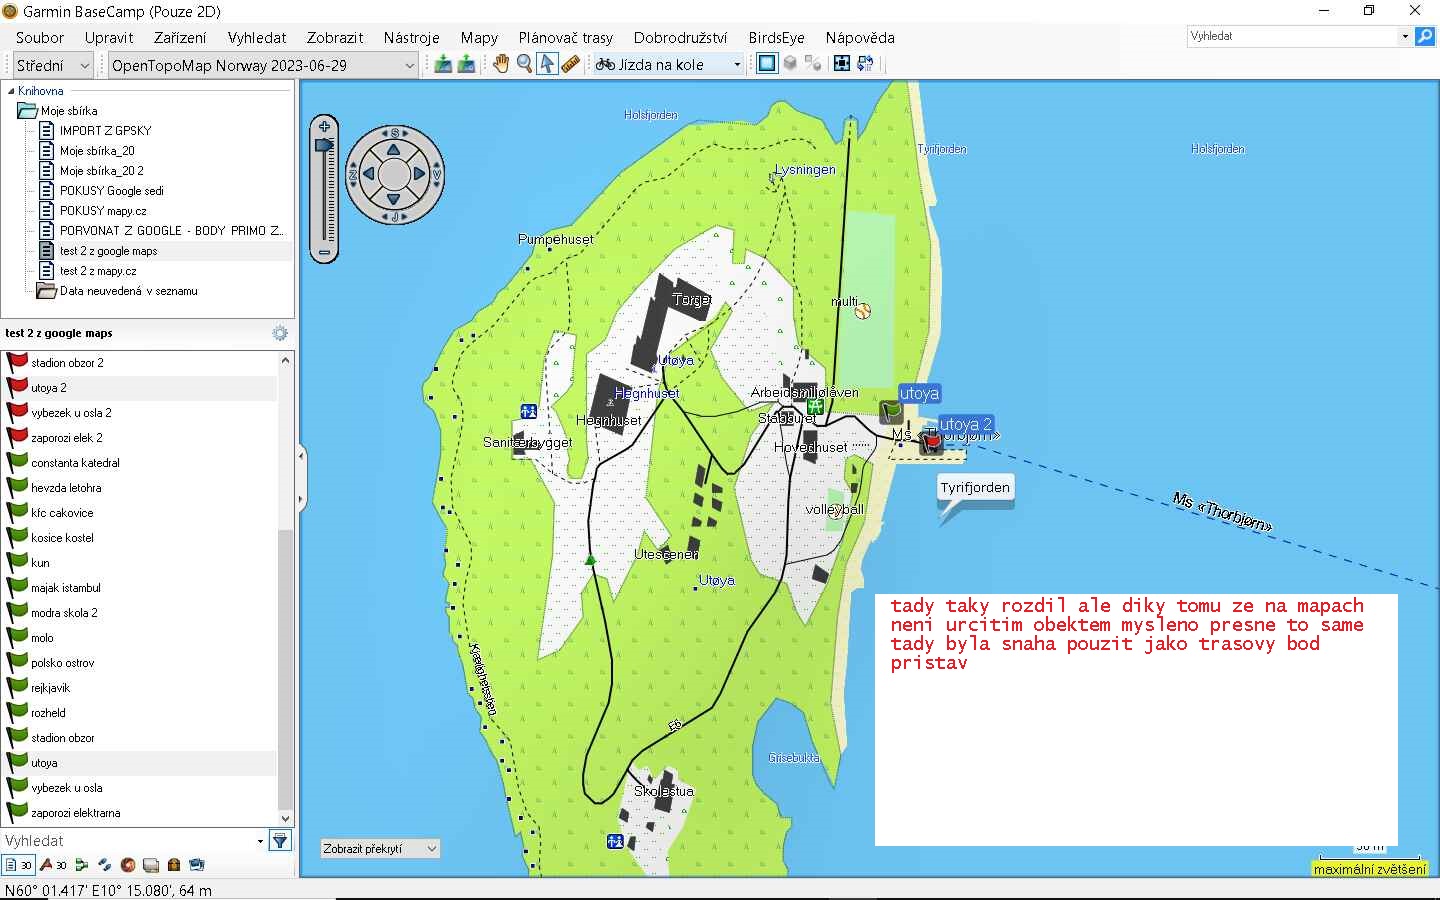 Garmin BaseCamp (Pouze 2D)
Soubor Upravit Zařízení Vyhledat Zobrazit Nástroje Mapy Plánovač trasy Dobrodružství BirdsEye Nápověda
Vyhledat
Střední
OpenTopoMap Norway 2023-06-29
Jízda na kole
Knihovna
Moje sbírka
IMPORT Z GPSKY
Moje sbírka_20
Moje sbírka_20 2
POKUSY Google sedi
POKUSY mapy.cz
PORVONAT Z GOOGLE - BODY PRIMO Z...
test 2 z google maps
test 2 z mapy.cz
Data neuvedená v seznamu
test 2 z google maps
stadion obzor 2
utoya 2
vybezek u osla 2
zaporozi elek 2
constanta katedral
hevzda letohra
kfc cakovice
kosice kostel
kun
majak istambul
modra skola 2
molo
polsko ostrov
rejkjavik
rozheld
stadion obzor
utoya
vybezek u osla
zaporozi elektrarna
Vyhledat
30 30
N60° 01.417' E10° 15.080', 64 m
S
Z V
J
Holsfjorden
Tyrifjorden
Holsfjorden
Lysningen
Pumpehuset
Torget
multi
Utøya
Hegnhuset
Arbeidsmiljølåven
utoya
Hegnhuset
Stabburet
utoya 2
Ms «Thorbjørn»
Sanitærbygget
Hovedhuset
Tyrifjorden
volleyball
Ms «Thorbjørn»
Utescenen
Utøya
Kjærlighetsstien
E6
Grisebukta
Skolestua
tady taky rozdil ale diky tomu ze na mapach
neni urcitim obektem mysleno presne to same
tady byla snaha pouzit jako trasovy bod
pristav
Zobrazit překrytí
30 m
maximální zvětšení